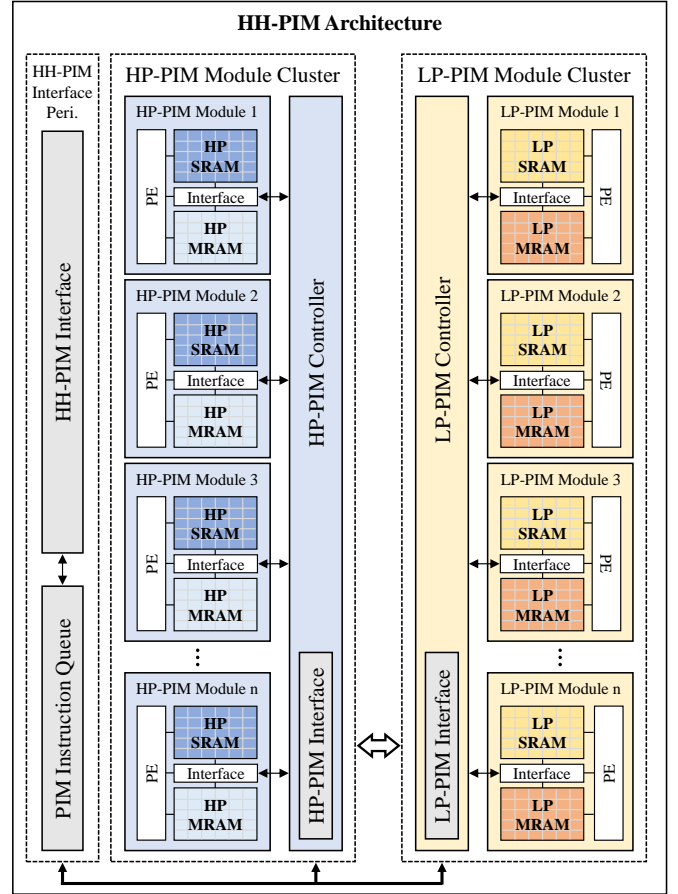 HH-PIM Architecture
HH-PIM
Interface
Peri.
HH-PIM Interface
PIM Instruction Queue
HP-PIM Module Cluster
HP-PIM Module 1
PE
HP
SRAM
Interface
HP
MRAM
HP-PIM Module 2
PE
HP
SRAM
Interface
HP
MRAM
HP-PIM Module 3
PE
HP
SRAM
Interface
HP
MRAM
...
HP-PIM Module n
PE
HP
SRAM
Interface
HP
MRAM
HP-PIM Controller
HP-PIM Interface
LP-PIM Module Cluster
LP-PIM Controller
LP-PIM Interface
LP-PIM Module 1
LP
SRAM
Interface
LP
MRAM
PE
LP-PIM Module 2
LP
SRAM
Interface
LP
MRAM
PE
LP-PIM Module 3
LP
SRAM
Interface
LP
MRAM
PE
...
LP-PIM Module n
LP
SRAM
Interface
LP
MRAM
PE